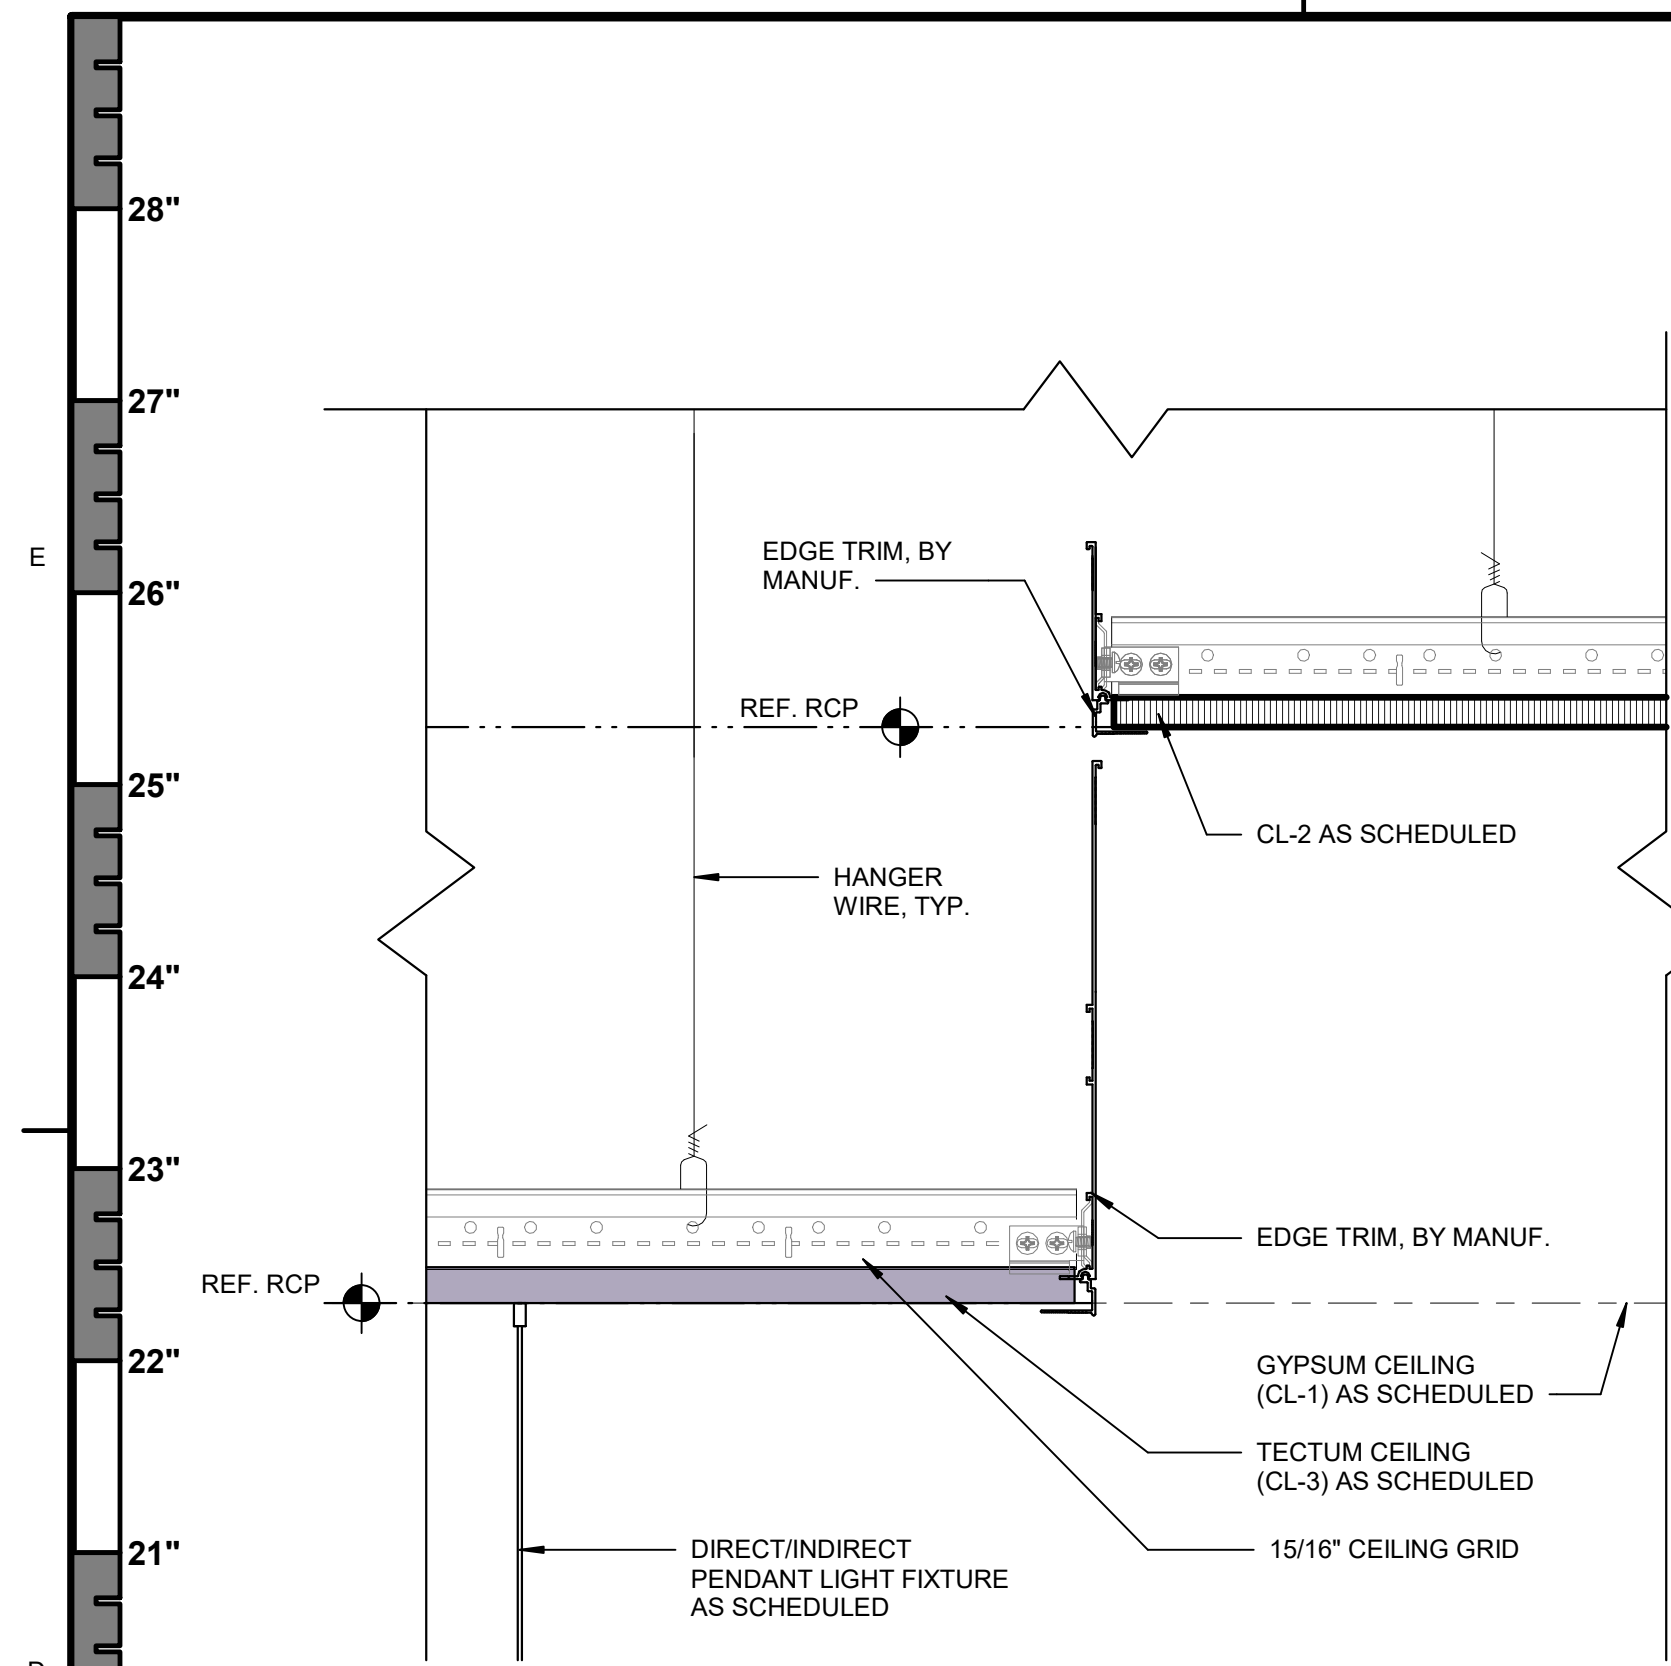 28"
27"
E
EDGE TRIM, BY
MANUF.
26"
REF. RCP
25"
CL-2 AS SCHEDULED
HANGER
WIRE, TYP.
24"
23"
EDGE TRIM, BY MANUF.
REF. RCP
22"
GYPSUM CEILING
(CL-1) AS SCHEDULED
TECTUM CEILING
(CL-3) AS SCHEDULED
21"
DIRECT/INDIRECT
PENDANT LIGHT FIXTURE
AS SCHEDULED
15/16" CEILING GRID